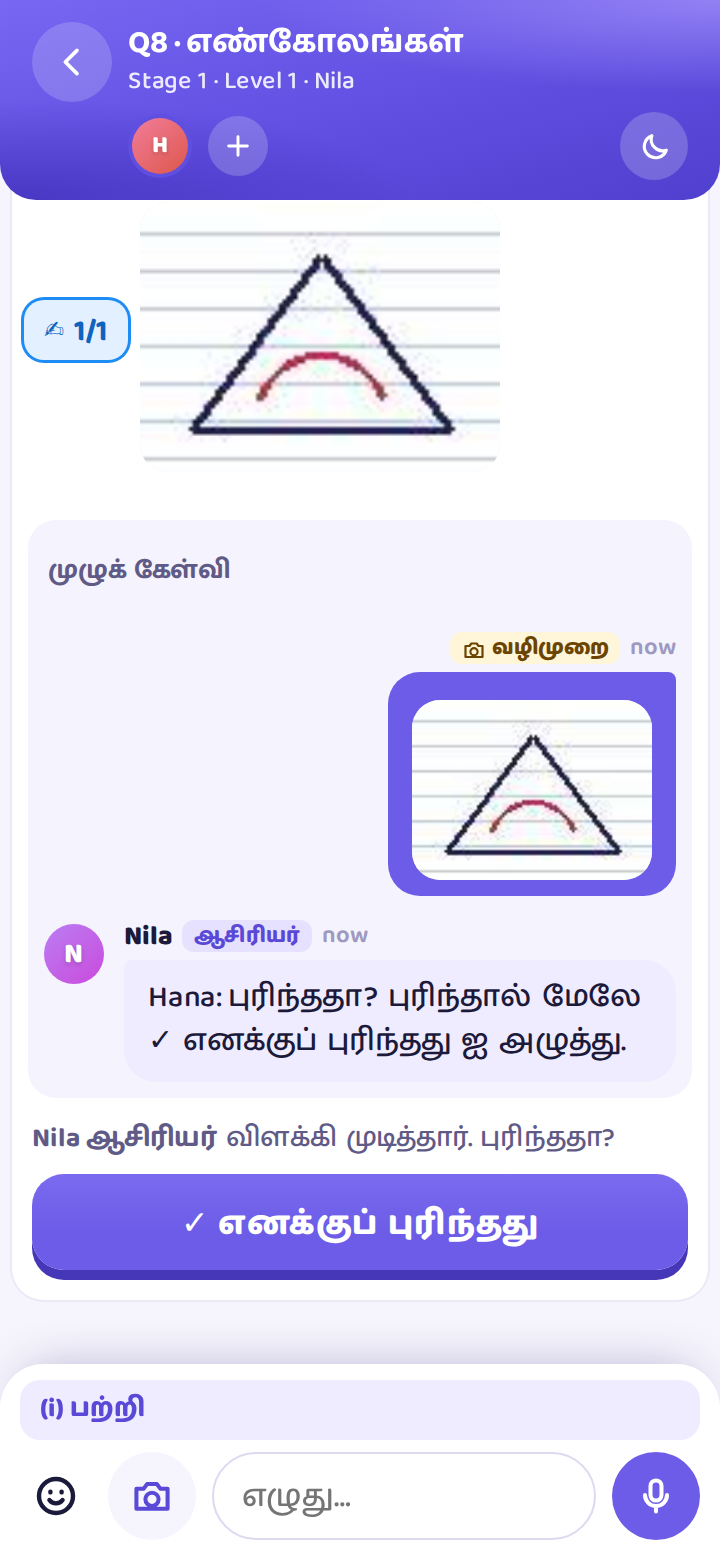 Q8 · எண்கோலங்கள்
Stage 1 · Level 1 · Nila
H
✍ 1/1
முழுக் கேள்வி
வழிமுறை now
Nila ஆசிரியர் now
N
Hana: புரிந்ததா? புரிந்தால் மேலே
✓ எனக்குப் புரிந்தது ஐ அழுத்து.
Nila ஆசிரியர் விளக்கி முடித்தார். புரிந்ததா?
✓ எனக்குப் புரிந்தது
(i) பற்றி
எழுது...